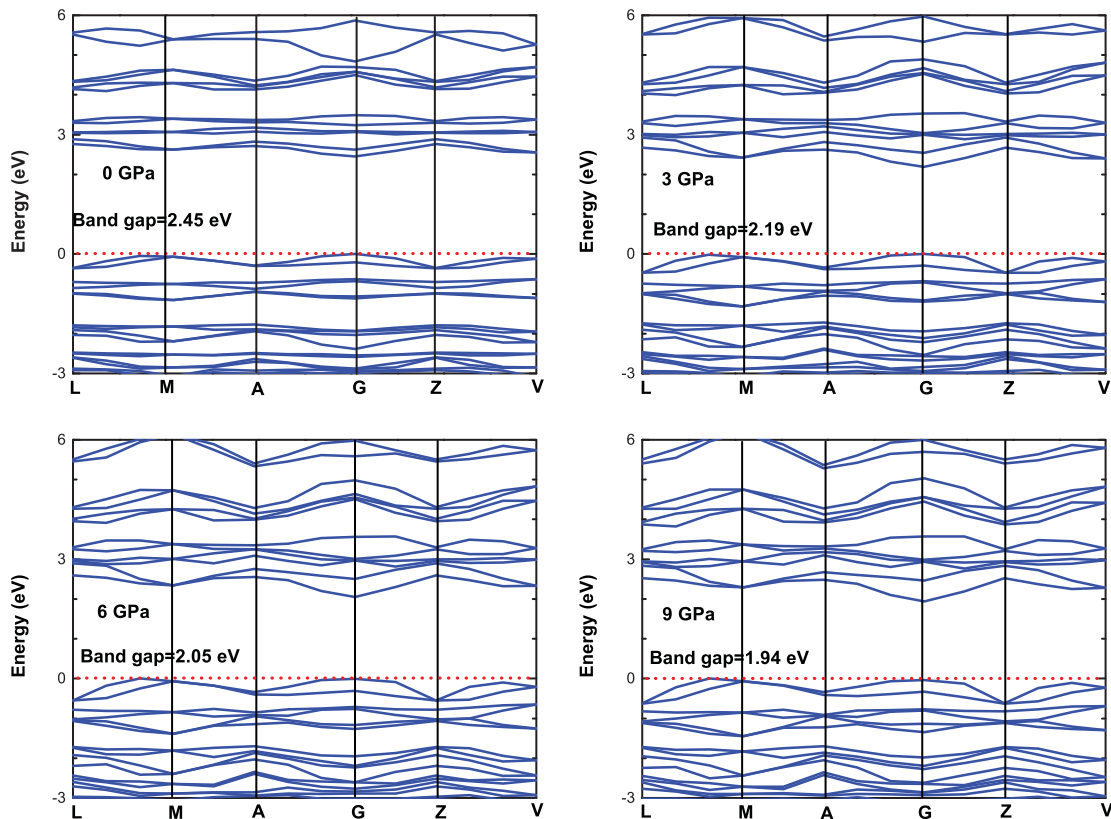 6
3
0
-3
Energy (eV)
0 GPa
Band gap=2.45 eV
L M A G Z V
6
3
0
-3
Energy (eV)
3 GPa
Band gap=2.19 eV
L M A G Z V
6
3
0
-3
Energy (eV)
6 GPa
Band gap=2.05 eV
L M A G Z V
6
3
0
-3
Energy (eV)
9 GPa
Band gap=1.94 eV
L M A G Z V